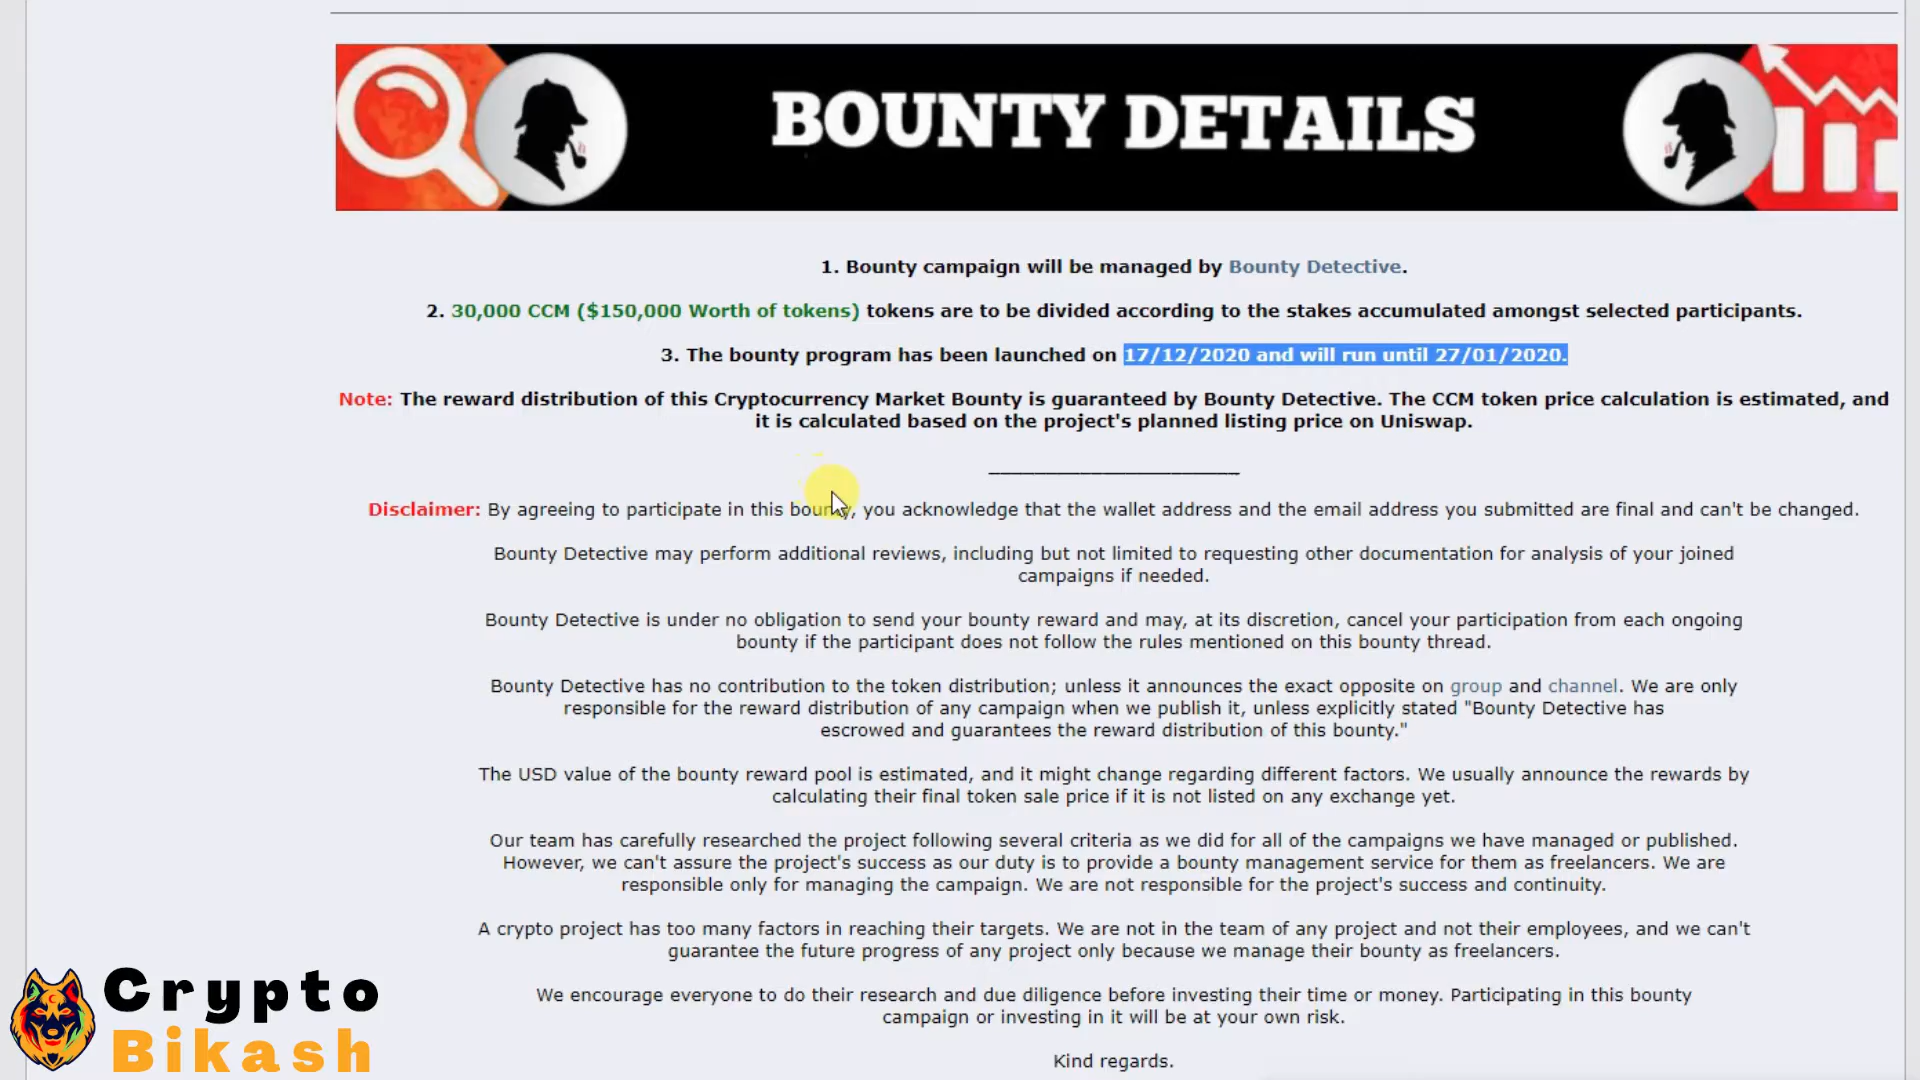 BOUNTY DETAILS
1. Bounty campaign will be managed by Bounty Detective.
2. 30,000 CCM ($150,000 Worth of tokens) tokens are to be divided according to the stakes accumulated amongst selected participants.
3. The bounty program has been launched on 17/12/2020 and will run until 27/01/2020.
Note: The reward distribution of this Cryptocurrency Market Bounty is guaranteed by Bounty Detective. The CCM token price calculation is estimated, and
it is calculated based on the project's planned listing price on Uniswap.
Disclaimer: By agreeing to participate in this bounty, you acknowledge that the wallet address and the email address you submitted are final and can't be changed.
Bounty Detective may perform additional reviews, including but not limited to requesting other documentation for analysis of your joined
campaigns if needed.
Bounty Detective is under no obligation to send your bounty reward and may, at its discretion, cancel your participation from each ongoing
bounty if the participant does not follow the rules mentioned on this bounty thread.
Bounty Detective has no contribution to the token distribution; unless it announces the exact opposite on group and channel. We are only
responsible for the reward distribution of any campaign when we publish it, unless explicitly stated "Bounty Detective has
escrowed and guarantees the reward distribution of this bounty."
The USD value of the bounty reward pool is estimated, and it might change regarding different factors. We usually announce the rewards by
calculating their final token sale price if it is not listed on any exchange yet.
Our team has carefully researched the project following several criteria as we did for all of the campaigns we have managed or published.
However, we can't assure the project's success as our duty is to provide a bounty management service for them as freelancers. We are
responsible only for managing the campaign. We are not responsible for the project's success and continuity.
A crypto project has too many factors in reaching their targets. We are not in the team of any project and not their employees, and we can't
guarantee the future progress of any project only because we manage their bounty as freelancers.
We encourage everyone to do their research and due diligence before investing their time or money. Participating in this bounty
campaign or investing in it will be at your own risk.
Kind regards.
Crypto
Bikash